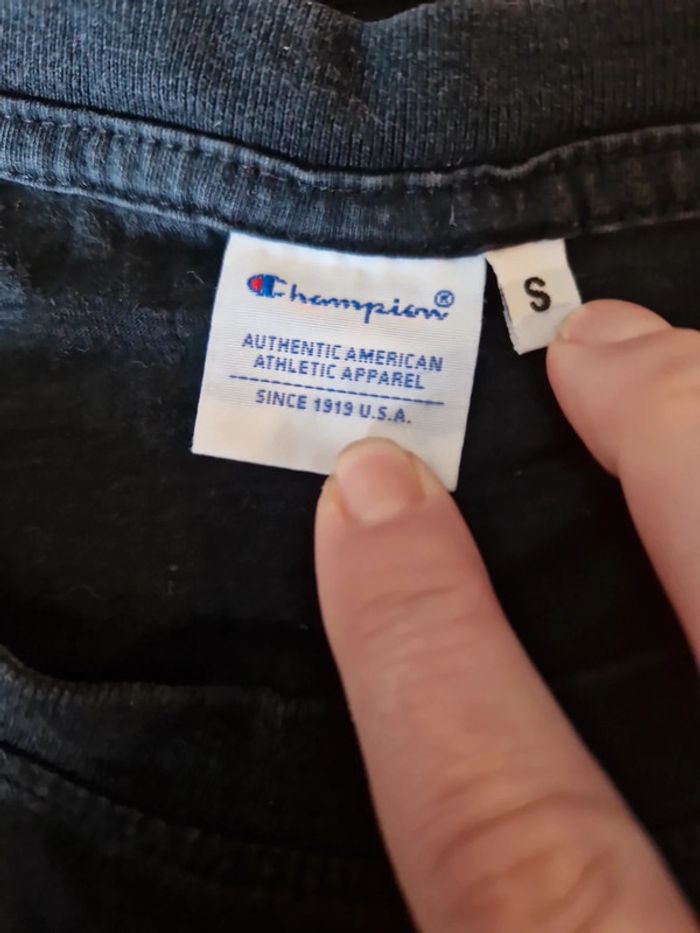 Champion®
AUTHENTIC AMERICAN
ATHLETIC APPAREL
SINCE 1919 U.S.A.
S